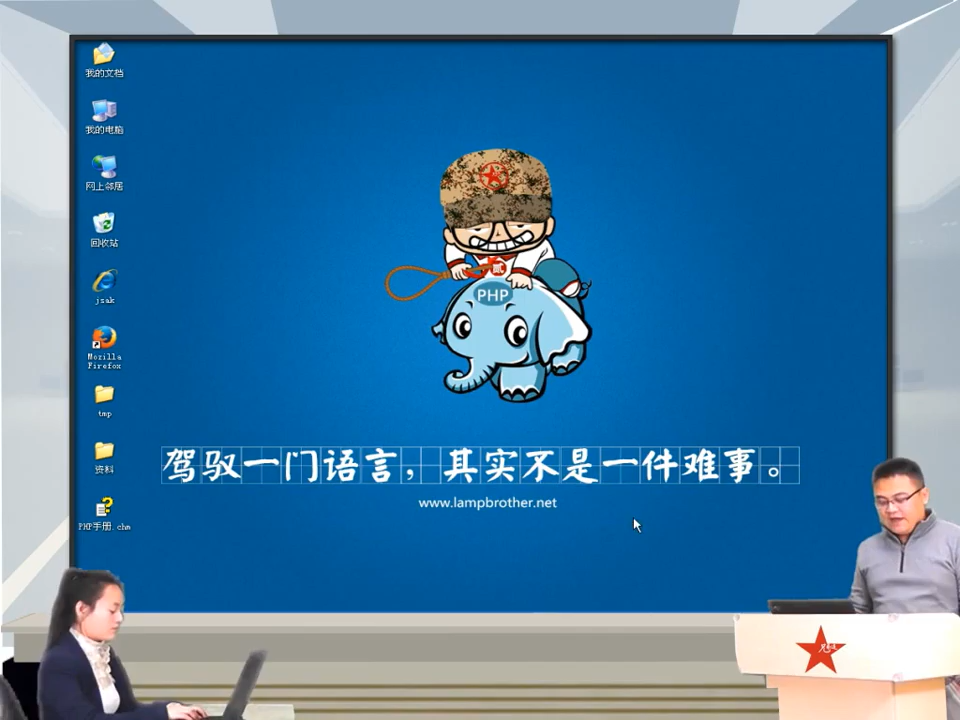 我的文档
我的电脑
网上邻居
回收站
jsak
Mozilla
Firefox
tmp
资料
PHP手册.chm
贰
PHP
驾驭一门语言，其实不是一件难事。
www.lampbrother.net